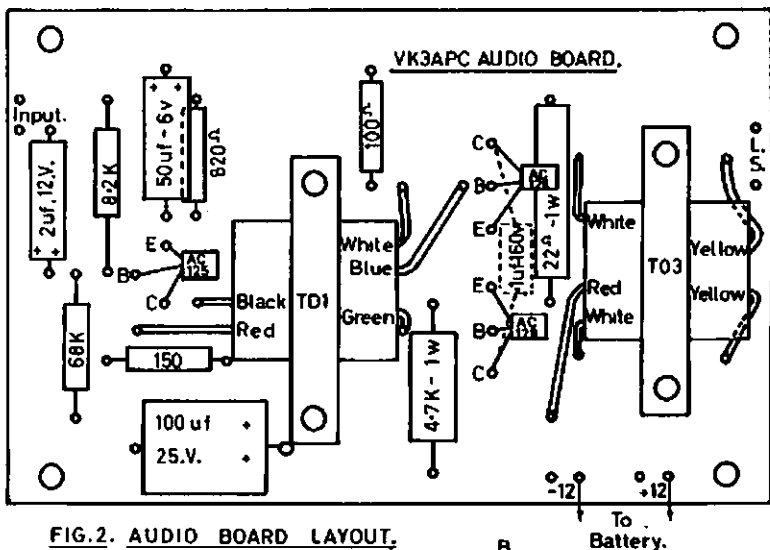 VK3APC AUDIO BOARD.
Input.
2uf,12.V.
+ +
8·2K
+ +
50uf - 6v
820Ω
100Ω
C
B
E
AC
1uf 160v
22Ω - 1W
E
B
C
AC
L
S
E
B
C
AC
125
White
Blue
Black
Red
TD1
Green
White
Red
White
TO3
Yellow
Yellow
68K
150
4·7K - 1W
100 uf +
25.V. +
-12
+12
To
Battery.
FIG.2. AUDIO BOARD LAYOUT.
B